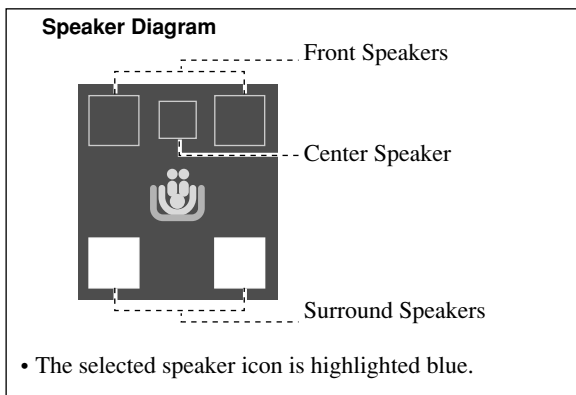 Speaker Diagram
Front Speakers
Center Speaker
Surround Speakers
• The selected speaker icon is highlighted blue.